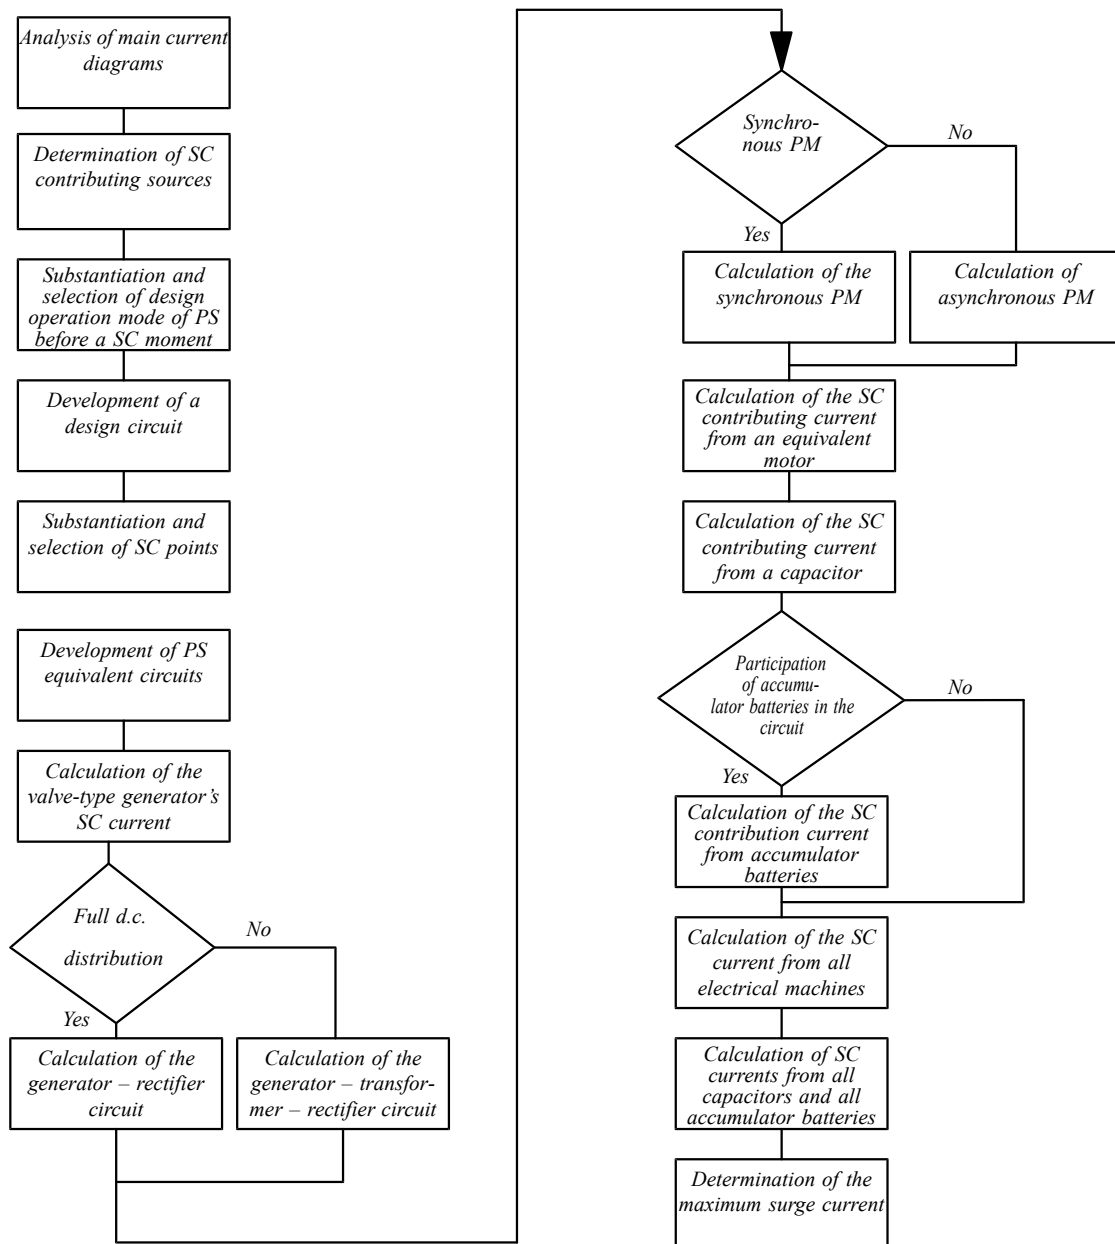 Analysis of main current
diagrams
Determination of SC
contributing sources
Substantiation and
selection of design
operation mode of PS
before a SC moment
Development of a
design circuit
Substantiation and
selection of SC points
Development of PS
equivalent circuits
Calculation of the
valve-type generator’s
SC current
Full d.c.
distribution
No
Yes
Calculation of the
generator – rectifier
circuit
Calculation of the
generator – transfor-
mer – rectifier circuit
Synchro-
nous PM
No
Yes
Calculation of the
synchronous PM
Calculation of
asynchronous PM
Calculation of the SC
contributing current
from an equivalent
motor
Calculation of the SC
contributing current
from a capacitor
Participation
of accumu-
lator batteries in the
circuit
No
Yes
Calculation of the SC
contribution current
from accumulator
batteries
Calculation of the SC
current from all
electrical machines
Calculation of SC
currents from all
capacitors and all
accumulator batteries
Determination of the
maximum surge current